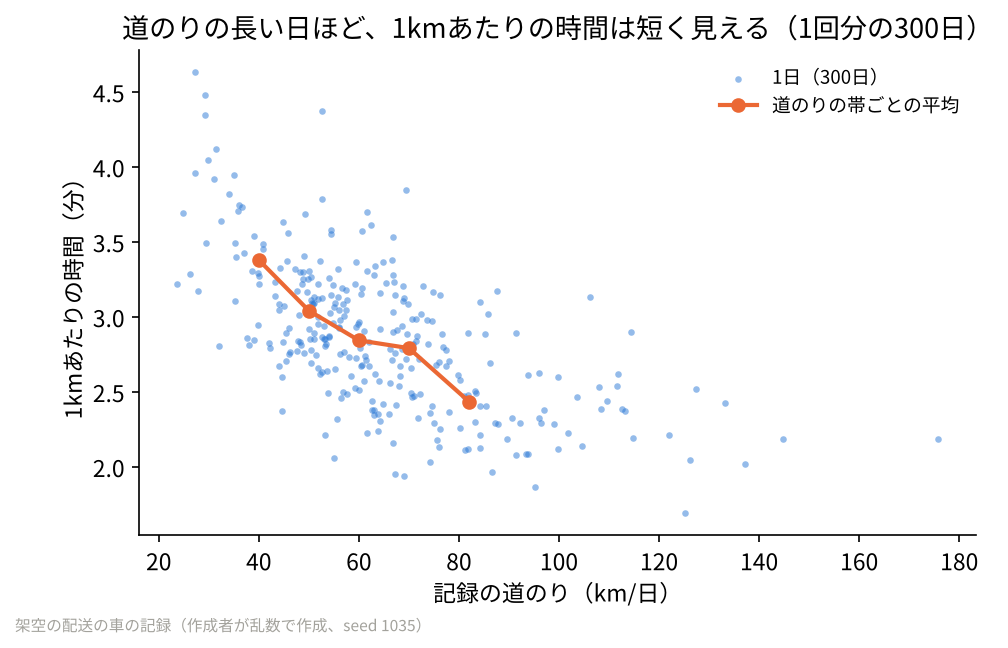 道のりの長い日ほど、1kmあたりの時間は短く見える（1回分の300日）
1日（300日）
道のりの帯ごとの平均
1kmあたりの時間（分）
4.5
4.0
3.5
3.0
2.5
2.0
20 40 60 80 100 120 140 160 180
記録の道のり（km/日）
架空の配送の車の記録（作成者が乱数で作成、seed 1035）